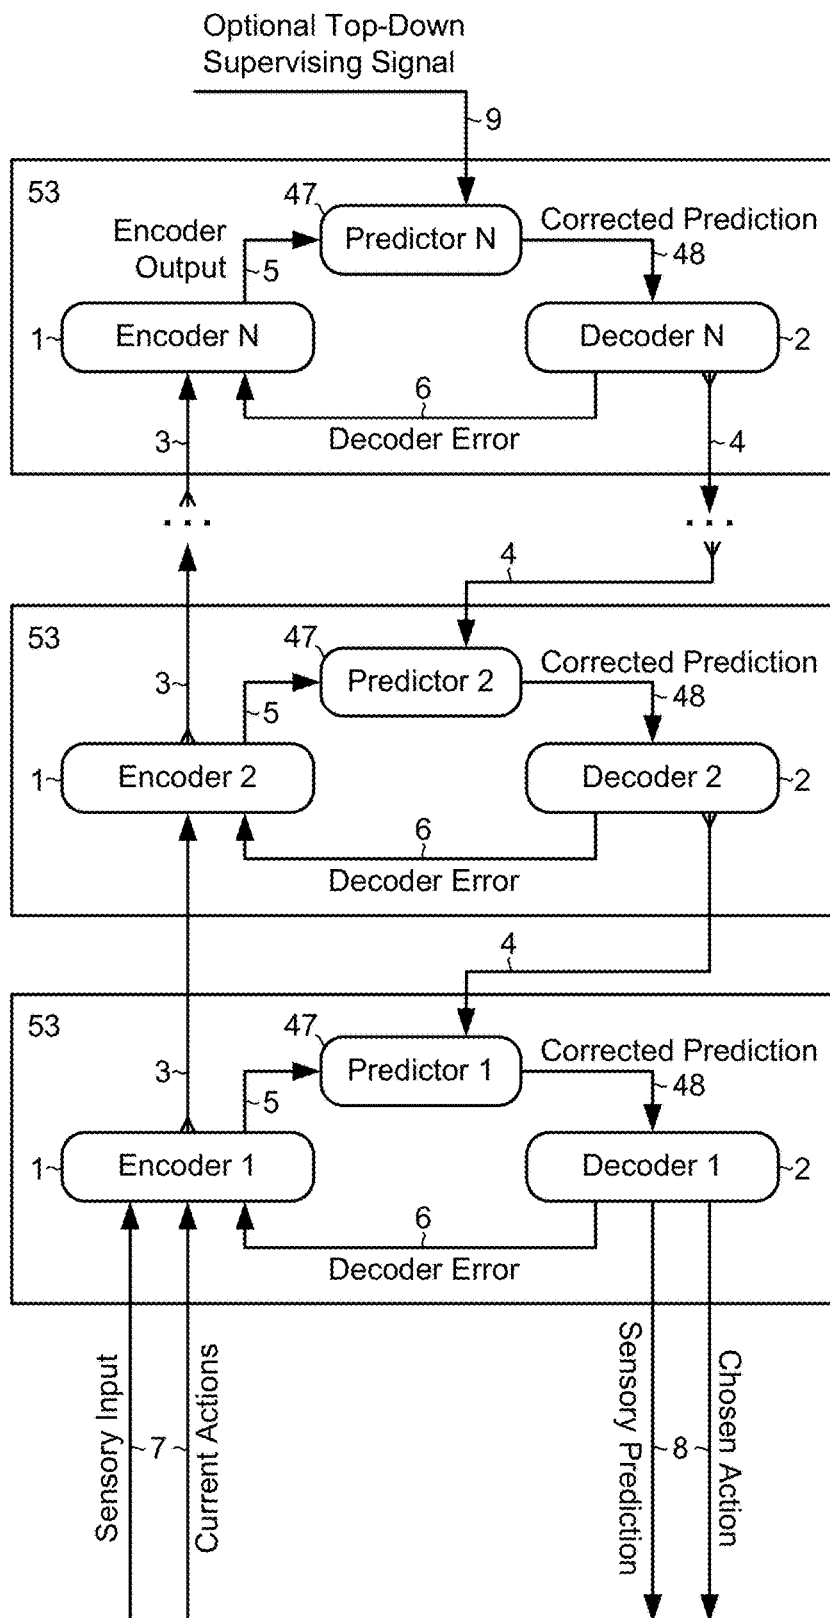 Optional Top-Down
Supervising Signal
9
53
47
Predictor N
Corrected Prediction
Encoder
Output
5
48
1
Encoder N
Decoder N
2
6
3
Decoder Error
4
. . .
. . .
4
53
47
Predictor 2
Corrected Prediction
3
5
48
1
Encoder 2
Decoder 2
2
6
Decoder Error
4
53
47
Predictor 1
Corrected Prediction
3
5
48
1
Encoder 1
Decoder 1
2
6
Decoder Error
Sensory Input
7
Current Actions
Sensory Prediction
8
Chosen Action